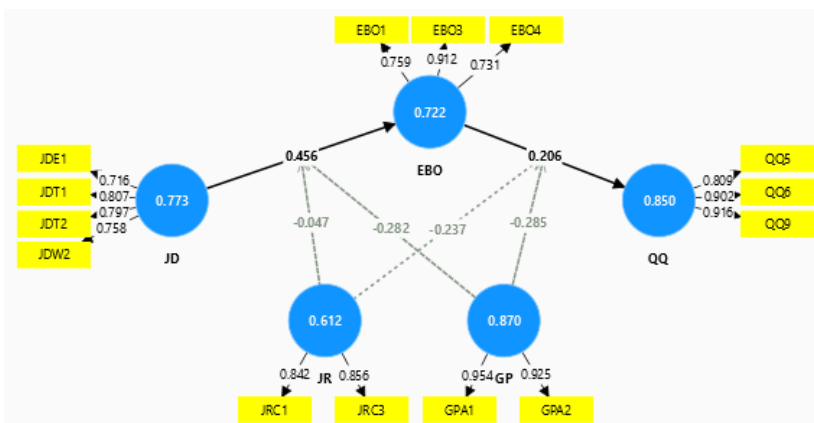 EBO1 EBO3 EBO4
0.759 0.912 0.731
0.722
EBO
0.456 0.206
JDE1
JDT1
JDT2
JDW2
0.716
0.807
0.797
0.758
0.773
JD
0.850
QQ
0.809
0.902
0.916
QQ5
QQ6
QQ9
-0.047 -0.282 -0.237 -0.285
0.612 0.870
0.842 JR 0.856 0.954 GP 0.925
JRC1 JRC3 GPA1 GPA2